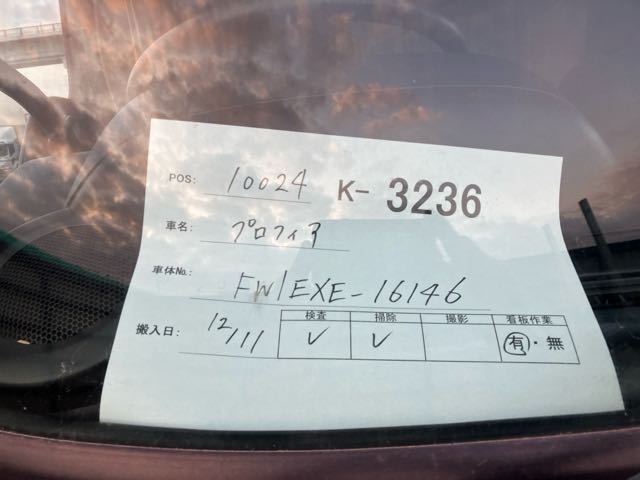 POS: 10024 K- 3236
車名: プロフィア
車体No.: FW1EXE-16146
搬入日: 12/11
検査 掃除 撮影 看板作業
✓ ✓ 有・無